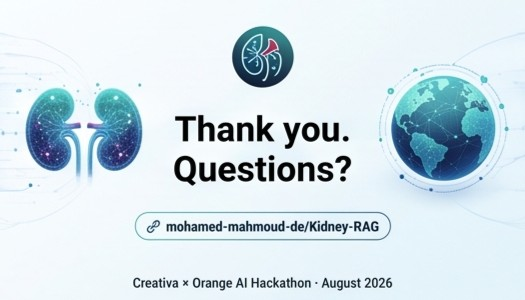 Thank you.
Questions?
mohamed-mahmoud-de/Kidney-RAG
Creativa × Orange AI Hackathon · August 2026